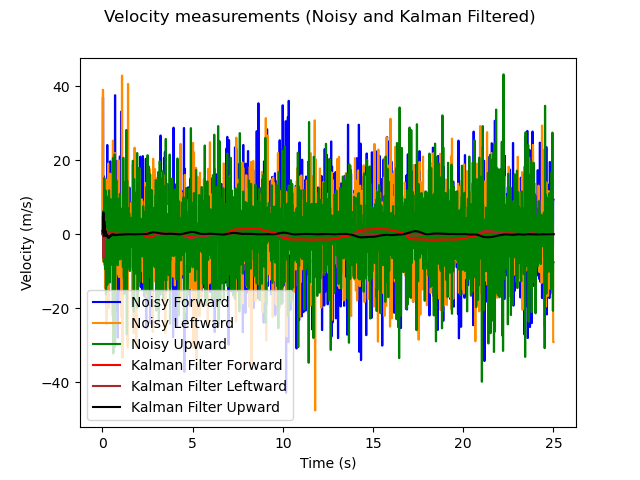 Velocity measurements (Noisy and Kalman Filtered)
40
20
0
−20
−40
Velocity (m/s)
Noisy Forward
Noisy Leftward
Noisy Upward
Kalman Filter Forward
Kalman Filter Leftward
Kalman Filter Upward
0 5 10 15 20 25
Time (s)